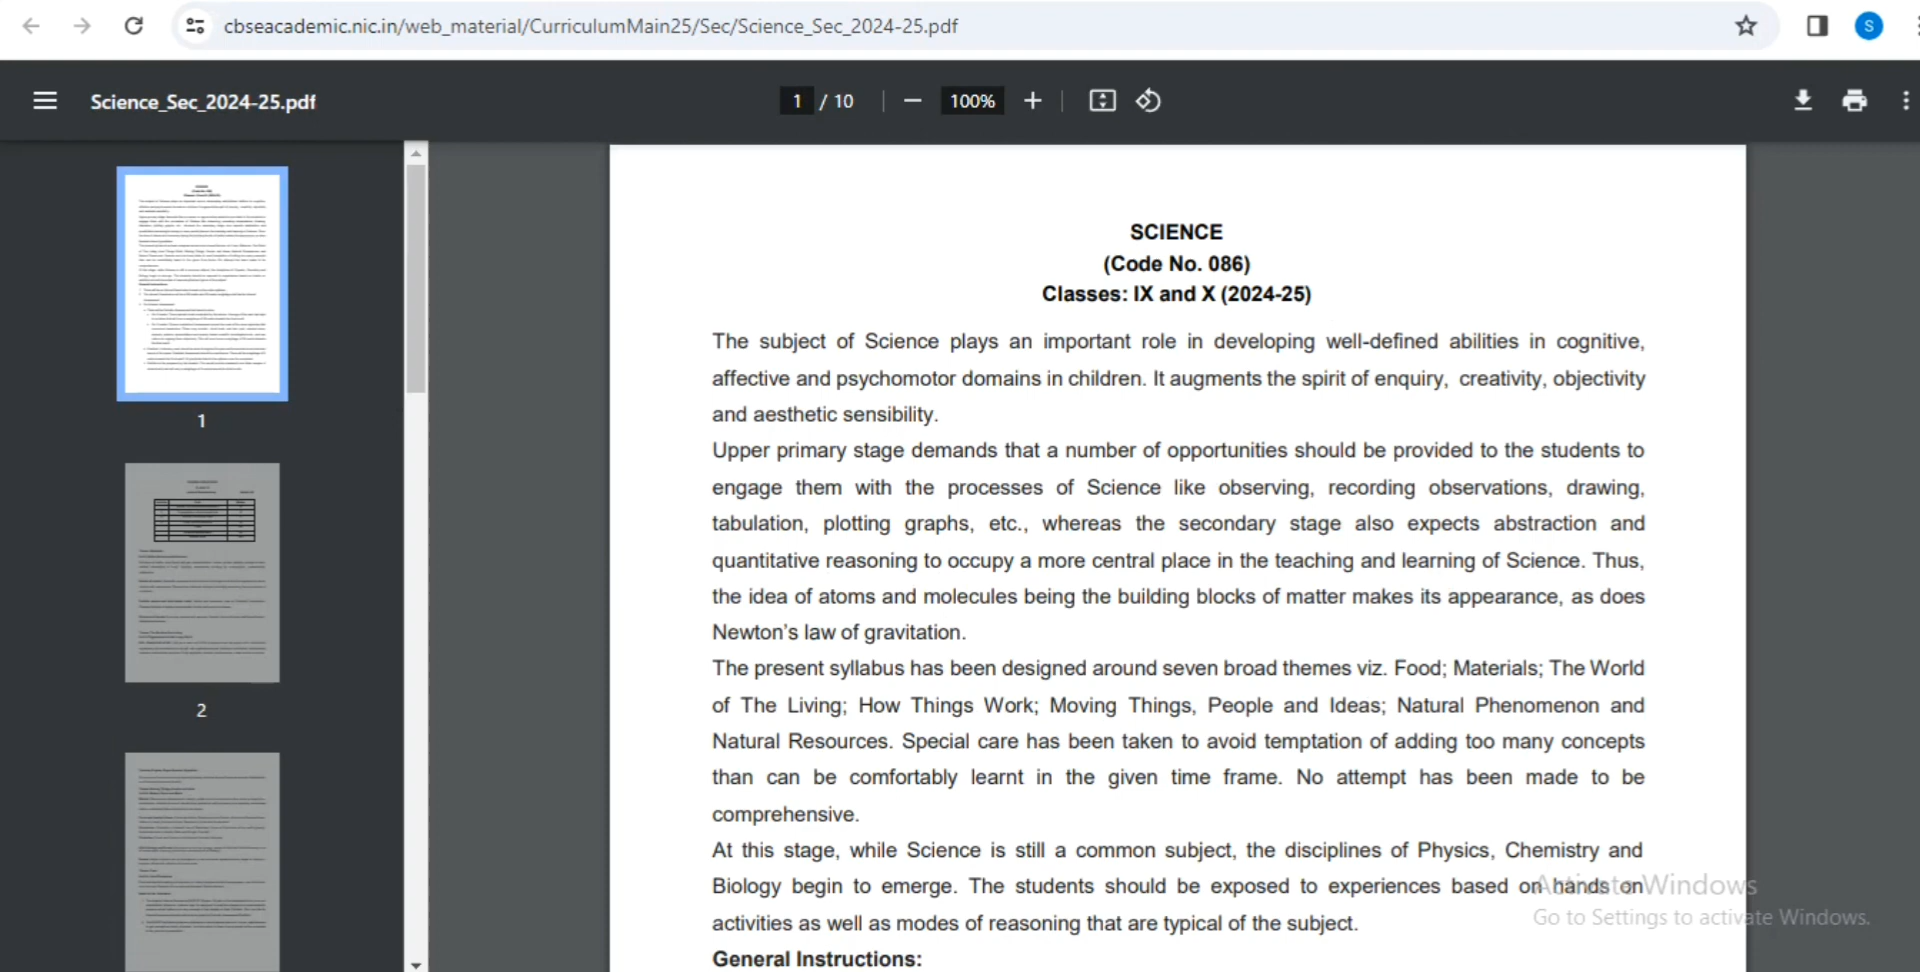 cbseacademic.nic.in/web_material/CurriculumMain25/Sec/Science_Sec_2024-25.pdf
S
Science_Sec_2024-25.pdf
1 / 10
100%
1
2
SCIENCE
(Code No. 086)
Classes: IX and X (2024-25)
The subject of Science plays an important role in developing well-defined abilities in cognitive,
affective and psychomotor domains in children. It augments the spirit of enquiry, creativity, objectivity
and aesthetic sensibility.
Upper primary stage demands that a number of opportunities should be provided to the students to
engage them with the processes of Science like observing, recording observations, drawing,
tabulation, plotting graphs, etc., whereas the secondary stage also expects abstraction and
quantitative reasoning to occupy a more central place in the teaching and learning of Science. Thus,
the idea of atoms and molecules being the building blocks of matter makes its appearance, as does
Newton’s law of gravitation.
The present syllabus has been designed around seven broad themes viz. Food; Materials; The World
of The Living; How Things Work; Moving Things, People and Ideas; Natural Phenomenon and
Natural Resources. Special care has been taken to avoid temptation of adding too many concepts
than can be comfortably learnt in the given time frame. No attempt has been made to be
comprehensive.
At this stage, while Science is still a common subject, the disciplines of Physics, Chemistry and
Biology begin to emerge. The students should be exposed to experiences based on hands on
activities as well as modes of reasoning that are typical of the subject.
General Instructions:
Activate Windows
Go to Settings to activate Windows.